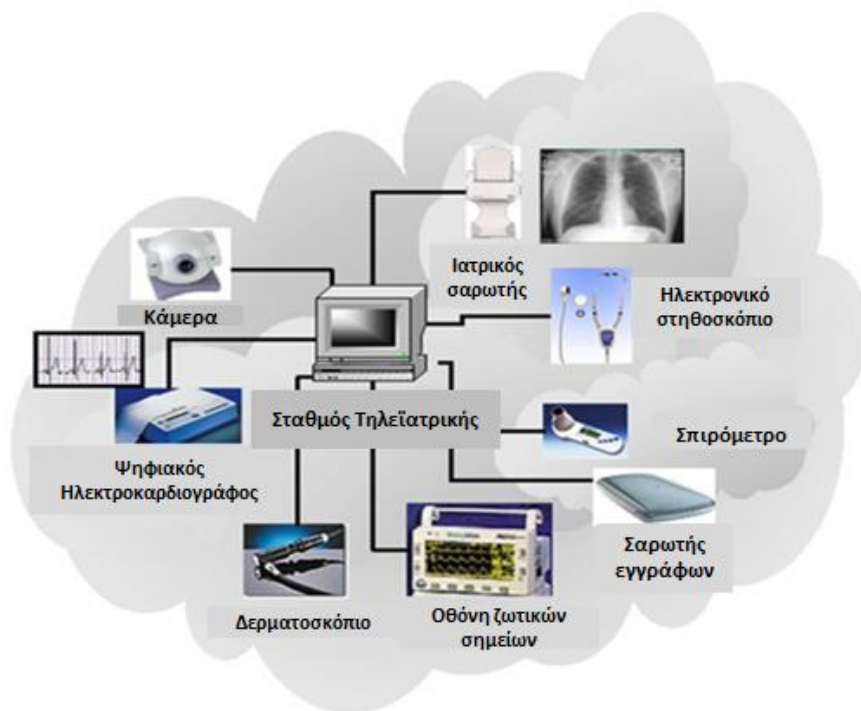 Ιατρικός
σαρωτής
Κάμερα
Ηλεκτρονικό
στηθοσκόπιο
Σταθμός Τηλεϊατρικής
Σπιρόμετρο
Ψηφιακός
Ηλεκτροκαρδιογράφος
Σαρωτής
εγγράφων
Δερματοσκόπιο
Οθόνη ζωτικών
σημείων